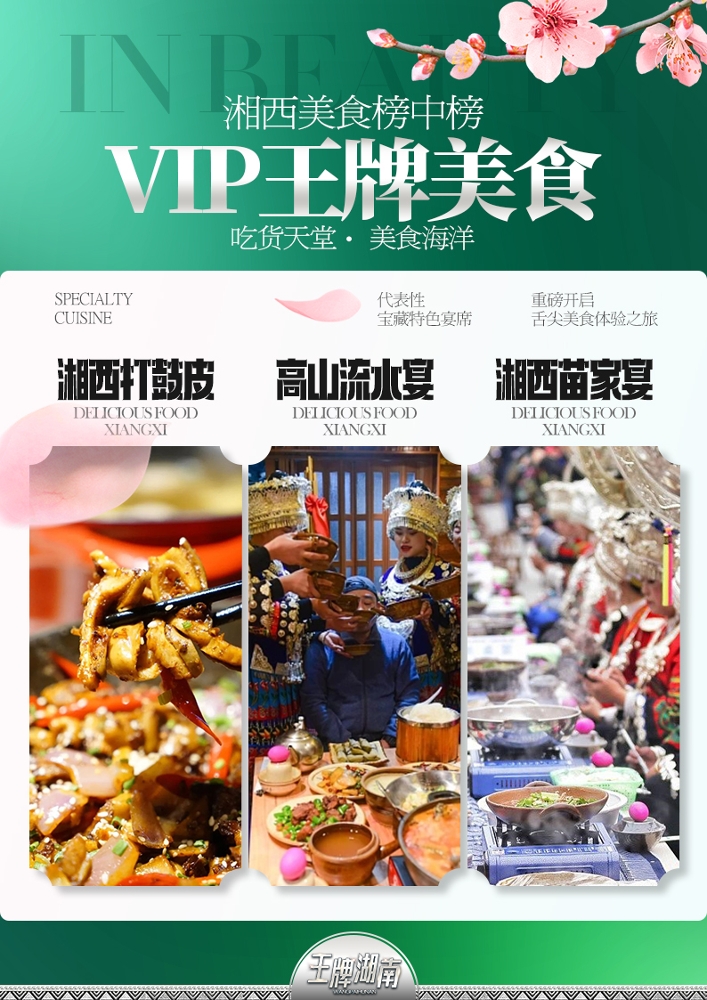 IN BEAUTY
湘西美食榜中榜
VIP王牌美食
吃货天堂· 美食海洋
SPECIALTY
CUISINE
代表性
宝藏特色宴席
重磅开启
舌尖美食体验之旅
湘西打鼓皮
DELICIOUS FOOD
XIANGXI
高山流水宴
DELICIOUS FOOD
XIANGXI
湘西苗家宴
DELICIOUS FOOD
XIANGXI
王牌湖南
WANGPAIHUNAN